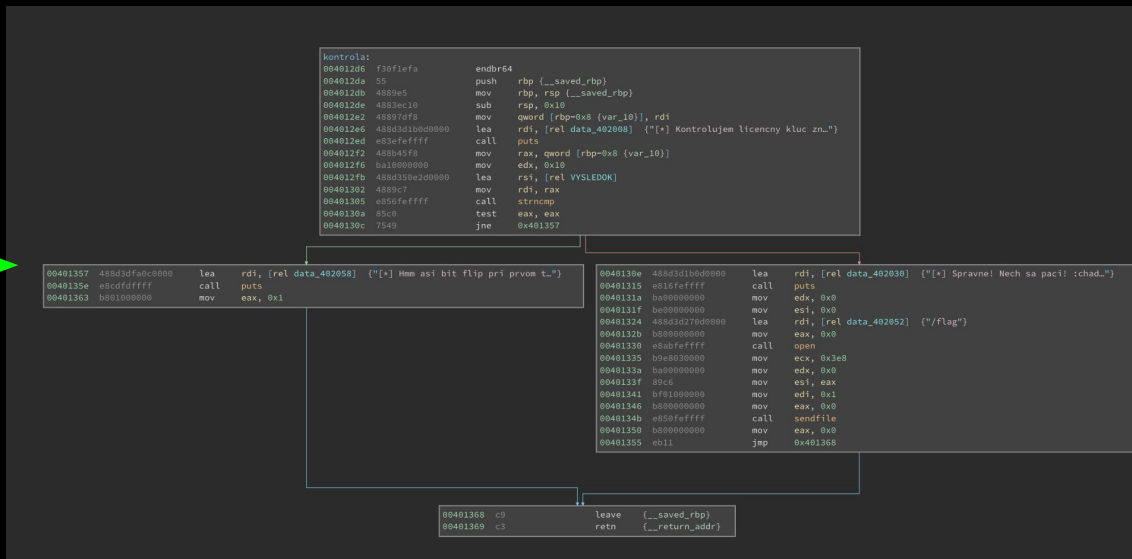 kontrola:
004012d6 f30f1efa endbr64
004012da 55 push rbp {__saved_rbp}
004012db 4889e5 mov rbp, rsp {__saved_rbp}
004012de 4883ec10 sub rsp, 0x10
004012e2 48897df8 mov qword [rbp-0x8 {var_10}], rdi
004012e6 488d3d1b0d0000 lea rdi, [rel data_402008] {"[*] Kontrolujem licencny kluc zn…"}
004012ed e83efeffff call puts
004012f2 488b45f8 mov rax, qword [rbp-0x8 {var_10}]
004012f6 ba10000000 mov edx, 0x10
004012fb 488d350e2d0000 lea rsi, [rel VYSLEDOK]
00401302 4889c7 mov rdi, rax
00401305 e856feffff call strncmp
0040130a 85c0 test eax, eax
0040130c 7549 jne 0x401357
00401357 488d3dfa0c0000 lea rdi, [rel data_402058] {"[*] Hmm asi bit flip pri prvom t…"}
0040135e e8cdfdffff call puts
00401363 b801000000 mov eax, 0x1
0040130e 488d3d1b0d0000 lea rdi, [rel data_402030] {"[*] Spravne! Nech sa paci! :chad…"}
00401315 e816feffff call puts
0040131a ba00000000 mov edx, 0x0
0040131f be00000000 mov esi, 0x0
00401324 488d3d270d0000 lea rdi, [rel data_402052] {"/flag"}
0040132b b800000000 mov eax, 0x0
00401330 e8abfeffff call open
00401335 b9e8030000 mov ecx, 0x3e8
0040133a ba00000000 mov edx, 0x0
0040133f 89c6 mov esi, eax
00401341 bf01000000 mov edi, 0x1
00401346 b800000000 mov eax, 0x0
0040134b e850feffff call sendfile
00401350 b800000000 mov eax, 0x0
00401355 eb11 jmp 0x401368
00401368 c9 leave {__saved_rbp}
00401369 c3 retn {__return_addr}